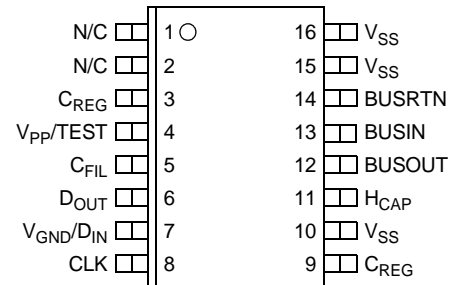 N/C 1 16 VSS
N/C 2 15 VSS
CREG 3 14 BUSRTN
VPP/TEST 4 13 BUSIN
CFIL 5 12 BUSOUT
DOUT 6 11 HCAP
VGND/DIN 7 10 VSS
CLK 8 9 CREG